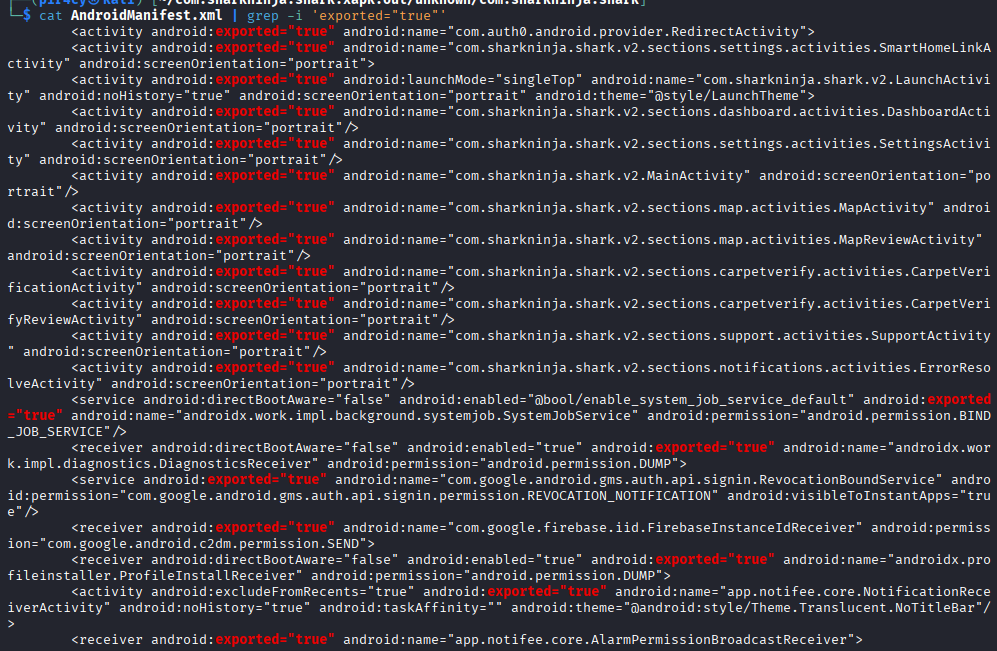 └─$ cat AndroidManifest.xml | grep -i 'exported="true"'
<activity android:exported="true" android:name="com.auth0.android.provider.RedirectActivity">
<activity android:exported="true" android:name="com.sharkninja.shark.v2.sections.settings.activities.SmartHomeLinkA
ctivity" android:screenOrientation="portrait">
<activity android:exported="true" android:launchMode="singleTop" android:name="com.sharkninja.shark.v2.LaunchActivi
ty" android:noHistory="true" android:screenOrientation="portrait" android:theme="@style/LaunchTheme">
<activity android:exported="true" android:name="com.sharkninja.shark.v2.sections.dashboard.activities.DashboardActi
vity" android:screenOrientation="portrait"/>
<activity android:exported="true" android:name="com.sharkninja.shark.v2.sections.settings.activities.SettingsActivi
ty" android:screenOrientation="portrait"/>
<activity android:exported="true" android:name="com.sharkninja.shark.v2.MainActivity" android:screenOrientation="po
rtrait"/>
<activity android:exported="true" android:name="com.sharkninja.shark.v2.sections.map.activities.MapActivity" androi
d:screenOrientation="portrait"/>
<activity android:exported="true" android:name="com.sharkninja.shark.v2.sections.map.activities.MapReviewActivity"
android:screenOrientation="portrait"/>
<activity android:exported="true" android:name="com.sharkninja.shark.v2.sections.carpetverify.activities.CarpetVeri
ficationActivity" android:screenOrientation="portrait"/>
<activity android:exported="true" android:name="com.sharkninja.shark.v2.sections.carpetverify.activities.CarpetVeri
fyReviewActivity" android:screenOrientation="portrait"/>
<activity android:exported="true" android:name="com.sharkninja.shark.v2.sections.support.activities.SupportActivity
" android:screenOrientation="portrait"/>
<activity android:exported="true" android:name="com.sharkninja.shark.v2.sections.notifications.activities.ErrorReso
lveActivity" android:screenOrientation="portrait"/>
<service android:directBootAware="false" android:enabled="@bool/enable_system_job_service_default" android:exported
="true" android:name="androidx.work.impl.background.systemjob.SystemJobService" android:permission="android.permission.BIND
_JOB_SERVICE"/>
<receiver android:directBootAware="false" android:enabled="true" android:exported="true" android:name="androidx.wor
k.impl.diagnostics.DiagnosticsReceiver" android:permission="android.permission.DUMP">
<service android:exported="true" android:name="com.google.android.gms.auth.api.signin.RevocationBoundService" andro
id:permission="com.google.android.gms.auth.api.signin.permission.REVOCATION_NOTIFICATION" android:visibleToInstantApps="tru
e"/>
<receiver android:exported="true" android:name="com.google.firebase.iid.FirebaseInstanceIdReceiver" android:permiss
ion="com.google.android.c2dm.permission.SEND">
<receiver android:directBootAware="false" android:enabled="true" android:exported="true" android:name="androidx.pro
fileinstaller.ProfileInstallReceiver" android:permission="android.permission.DUMP">
<activity android:excludeFromRecents="true" android:exported="true" android:name="app.notifee.core.NotificationRece
iverActivity" android:noHistory="true" android:taskAffinity="" android:theme="@android:style/Theme.Translucent.NoTitleBar"/
>
<receiver android:exported="true" android:name="app.notifee.core.AlarmPermissionBroadcastReceiver">